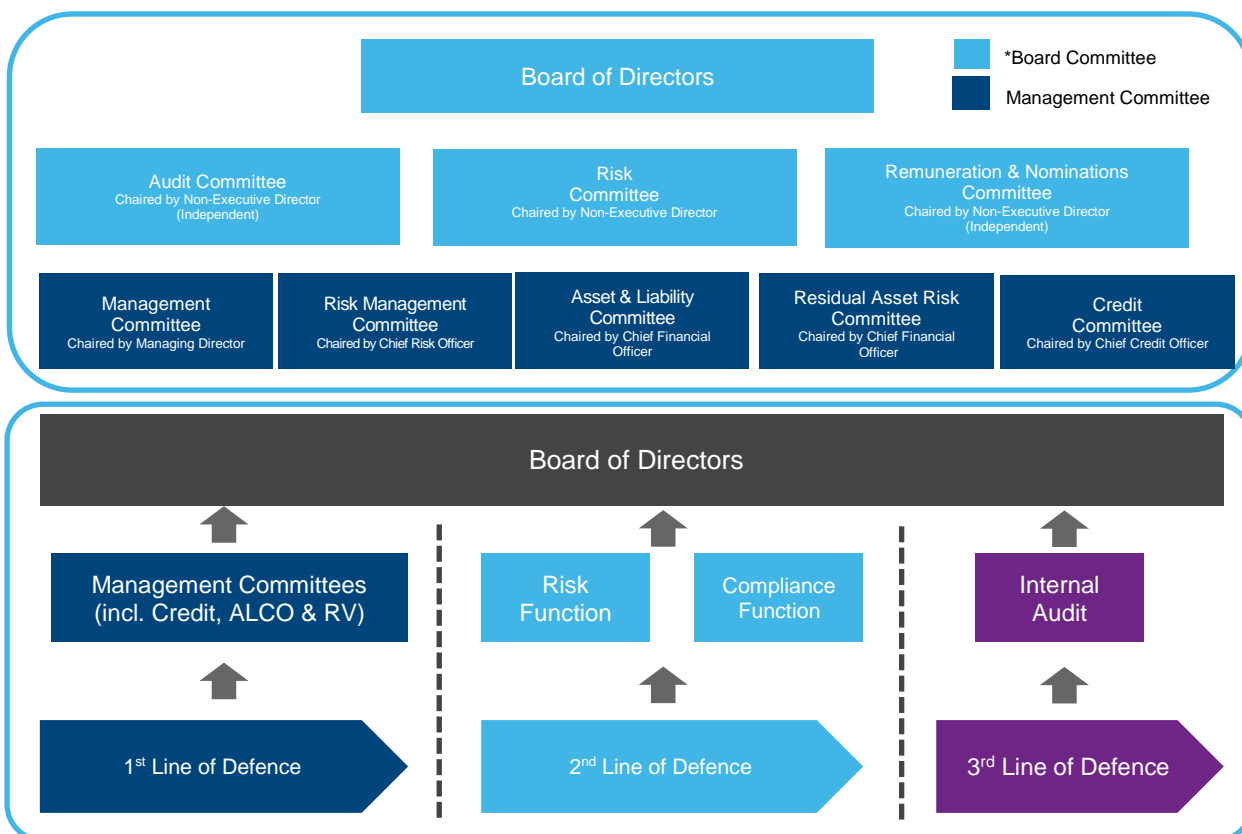 Board of Directors
*Board Committee
Management Committee
Audit Committee
Chaired by Non-Executive Director
(Independent)
Risk
Committee
Chaired by Non-Executive Director
Remuneration & Nominations
Committee
Chaired by Non-Executive Director
(Independent)
Management
Committee
Chaired by Managing Director
Risk Management
Committee
Chaired by Chief Risk Officer
Asset & Liability
Committee
Chaired by Chief Financial
Officer
Residual Asset Risk
Committee
Chaired by Chief Financial
Officer
Credit
Committee
Chaired by Chief Credit Officer
Board of Directors
Management Committees
(incl. Credit, ALCO & RV)
Risk
Function
Compliance
Function
Internal
Audit
1st Line of Defence
2nd Line of Defence
3rd Line of Defence